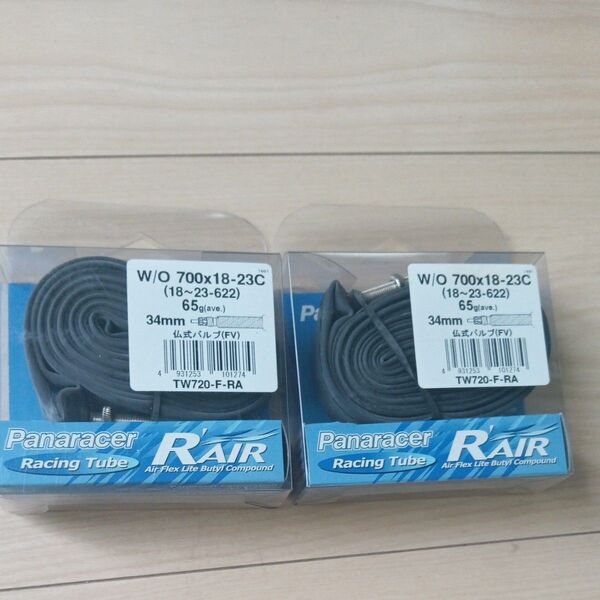 W/O 700x18-23C
(18~23-622)
65g(ave.)
34mm
仏式バルブ(FV)
4 931253 101274
TW720-F-RA
Panaracer
Racing Tube
R'AIR
Air Flex Lite Butyl Compound
W/O 700x18-23C
(18~23-622)
65g(ave.)
34mm
仏式バルブ(FV)
4 931253 101274
TW720-F-RA
Panaracer
Racing Tube
R'AIR
Air Flex Lite Butyl Compound